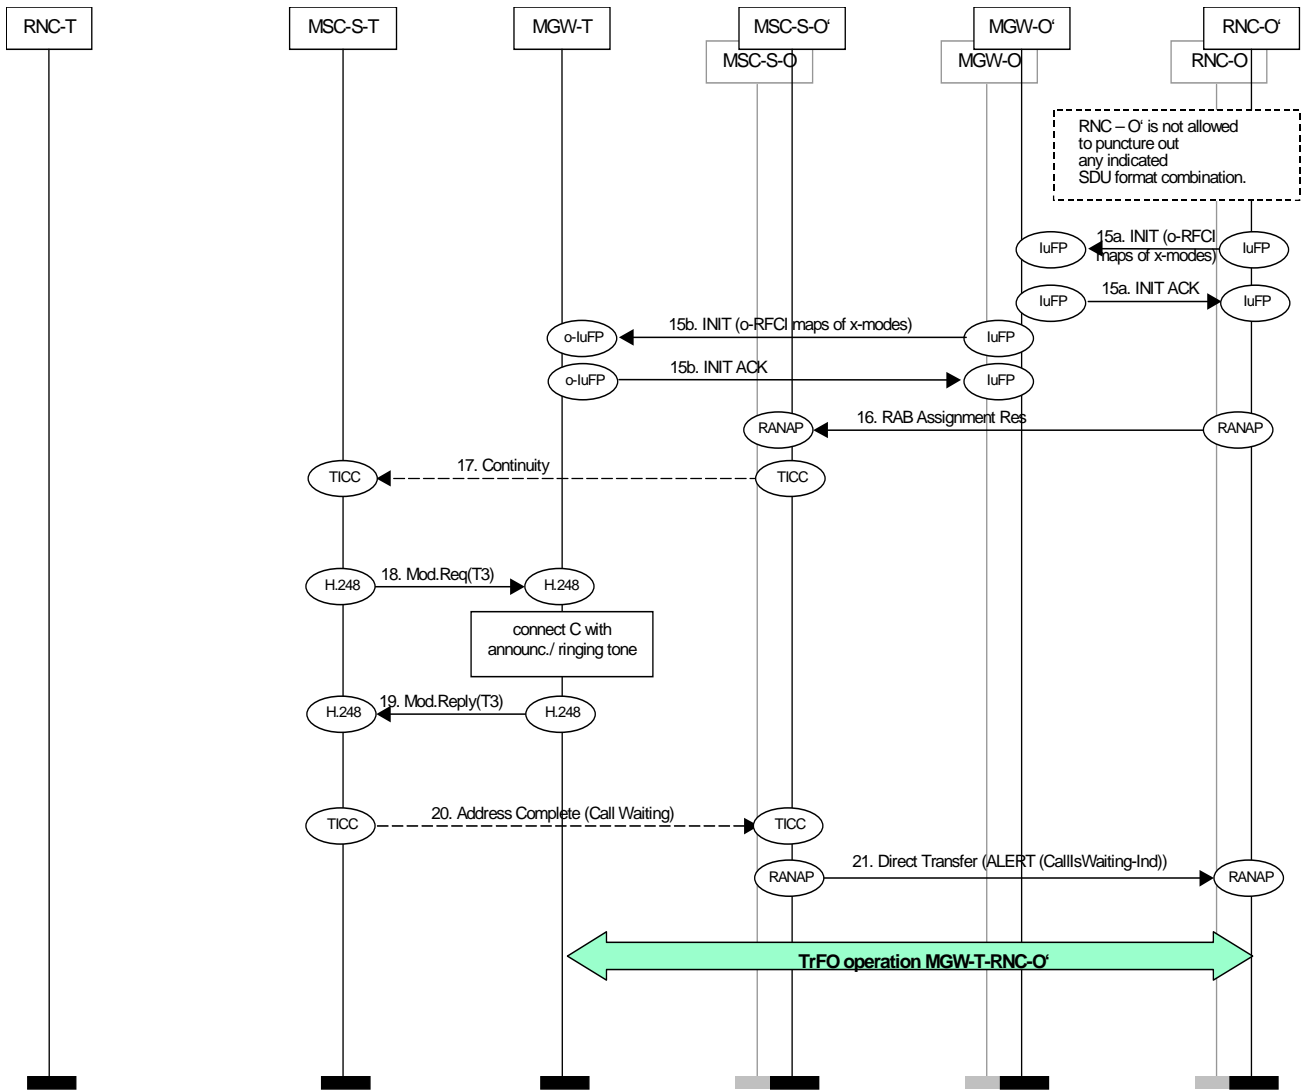 RNC-T
MSC-S-T
MGW-T
MSC-S-O‘
MGW-O‘
RNC-O‘
MSC-S-O
MGW-O
RNC-O
RNC – O‘ is not allowed
to puncture out
any indicated
SDU format combination.
IuFP
15a. INIT (o-RFCI
maps of x-modes)
IuFP
IuFP
15a. INIT ACK
IuFP
o-IuFP
15b. INIT (o-RFCI maps of x-modes)
IuFP
o-IuFP
15b. INIT ACK
IuFP
RANAP
16. RAB Assignment Res
RANAP
TICC
17. Continuity
TICC
H.248
18. Mod.Req(T3)
H.248
connect C with
announc./ ringing tone
H.248
19. Mod.Reply(T3)
H.248
TICC
20. Address Complete (Call Waiting)
TICC
RANAP
21. Direct Transfer (ALERT (CallIsWaiting-Ind))
RANAP
TrFO operation MGW-T-RNC-O‘